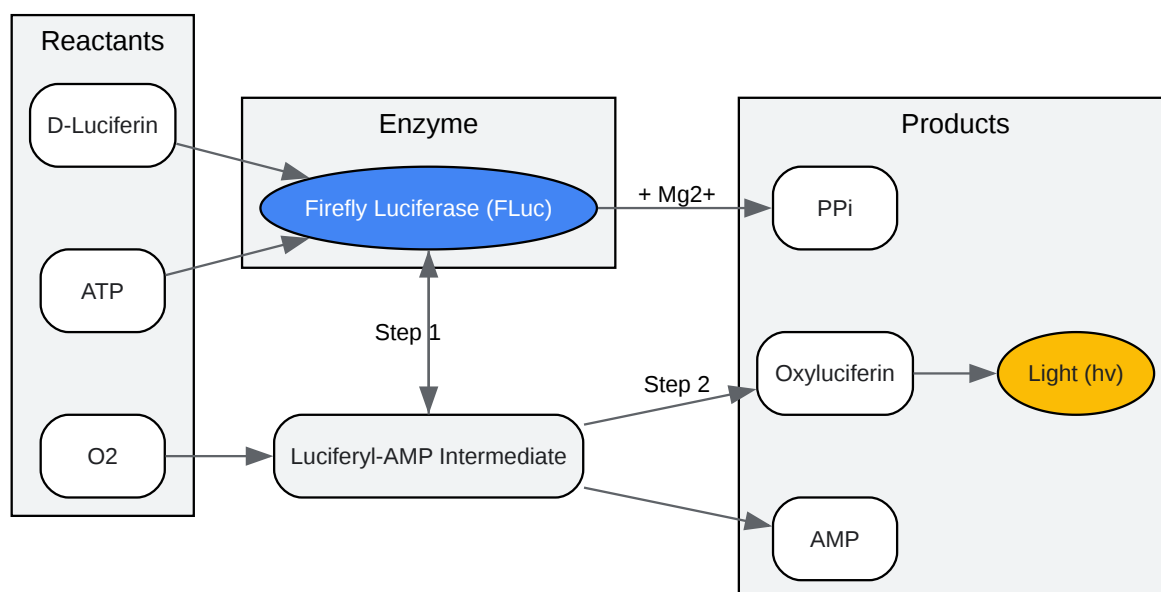 Reactants
D-Luciferin
ATP
O2
Enzyme
Firefly Luciferase (FLuc)
+ Mg2+
Step 1
Luciferyl-AMP Intermediate
Step 2
Products
PPi
Oxyluciferin
Light (hv)
AMP